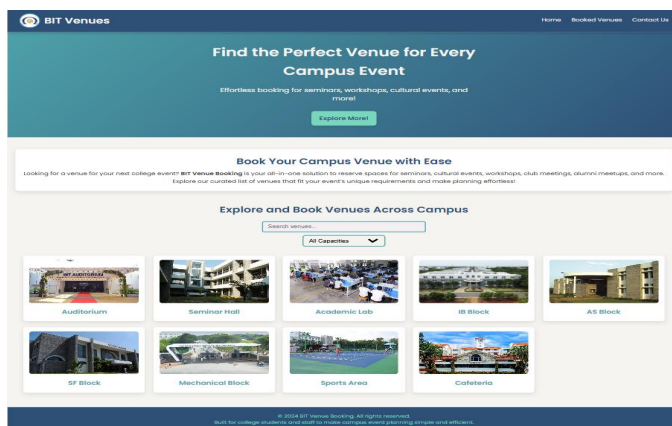 BIT Venues
Home Booked Venues Contact Us
Find the Perfect Venue for Every
Campus Event
Effortless booking for seminars, workshops, cultural events, and
more!
Explore More!
Book Your Campus Venue with Ease
Looking for a venue for your next college event? BIT Venue Booking is your all-in-one solution to reserve spaces for seminars, cultural events, workshops, club meetings, alumni meetups, and more.
Explore our curated list of venues that fit your event's unique requirements and make planning effortless!
Explore and Book Venues Across Campus
Search venues...
All Capacities
BIT AUDITORIUM
Auditorium
Seminar Hall
Academic Lab
IB Block
AS Block
SF Block
Mechanical Block
Sports Area
Cafeteria
© 2024 BIT Venue Booking. All rights reserved.
Built for college students and staff to make campus event planning simple and efficient.